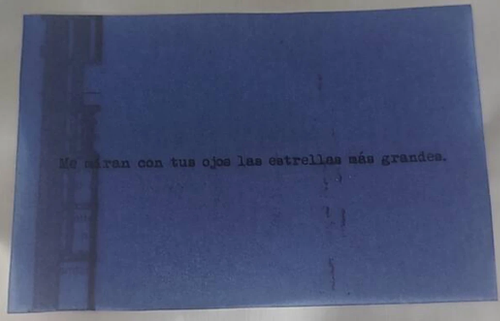 Me miran con tus ojos las estrellas más grandes.